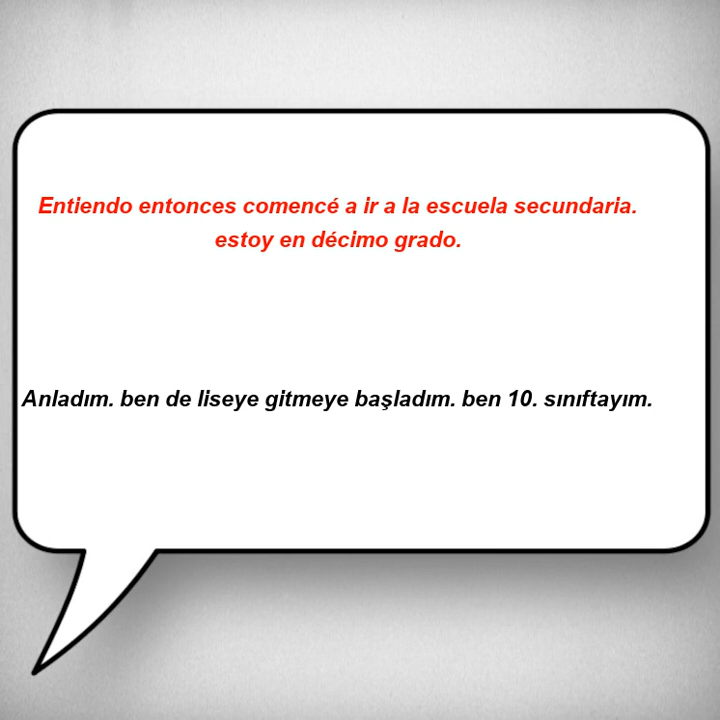 Entiendo entonces comencé a ir a la escuela secundaria.
estoy en décimo grado.
Anladım. ben de liseye gitmeye başladım. ben 10. sınıftayım.